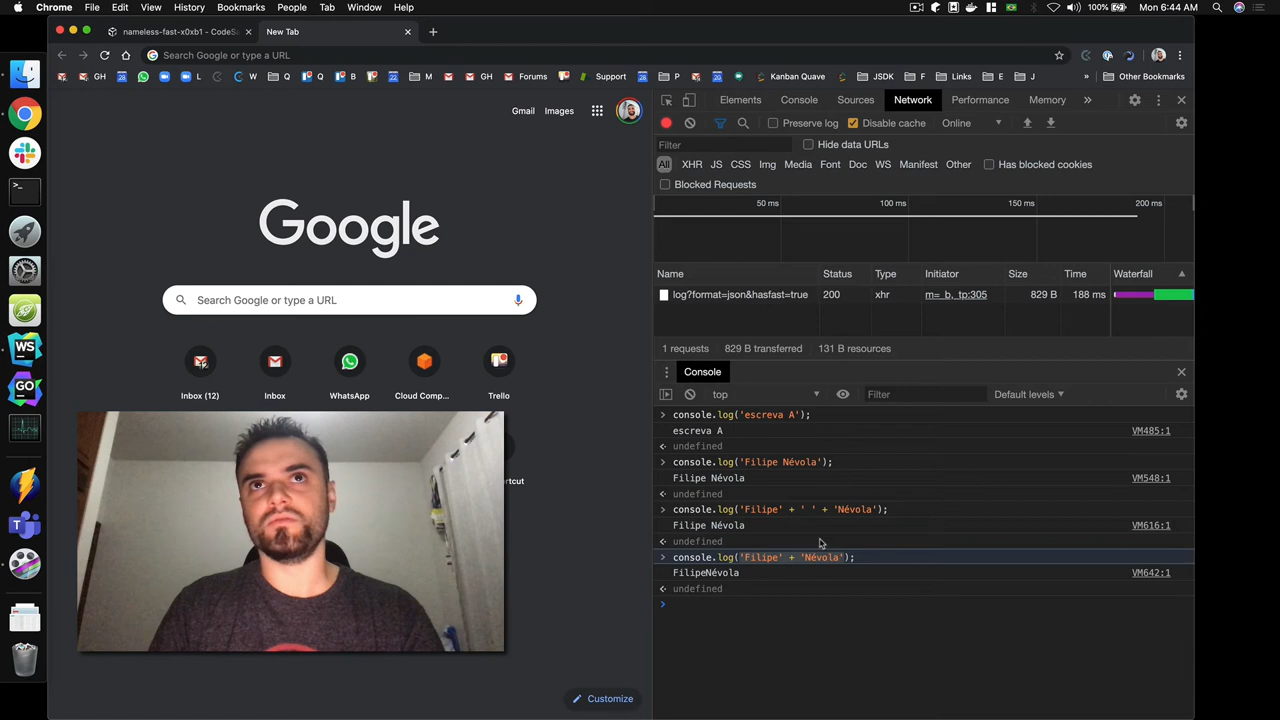 Chrome File Edit View History Bookmarks People Tab Window Help 100% Mon 6:44 AM
nameless-fast-x0xb1 - CodeSa New Tab
Search Google or type a URL
GH L C W Q Q B M GH Forums Support P Kanban Quave JSDK F Links E J » Other Bookmarks
Gmail Images
Google
Search Google or type a URL
Inbox (12) Inbox WhatsApp Cloud Comp... Trello
Customize
Elements Console Sources Network Performance Memory »
Preserve log Disable cache Online
Filter Hide data URLs
All XHR JS CSS Img Media Font Doc WS Manifest Other Has blocked cookies
Blocked Requests
50 ms 100 ms 150 ms 200 ms
Name Status Type Initiator Size Time Waterfall
log?format=json&hasfast=true 200 xhr m=_b,_tp:305 829 B 188 ms
1 requests 829 B transferred 131 B resources
Console
top Filter Default levels
console.log('escreva A');
escreva A VM485:1
undefined
console.log('Filipe Névola');
Filipe Névola VM548:1
undefined
console.log('Filipe' + ' ' + 'Névola');
Filipe Névola VM616:1
undefined
console.log('Filipe' + 'Névola');
FilipeNévola VM642:1
undefined